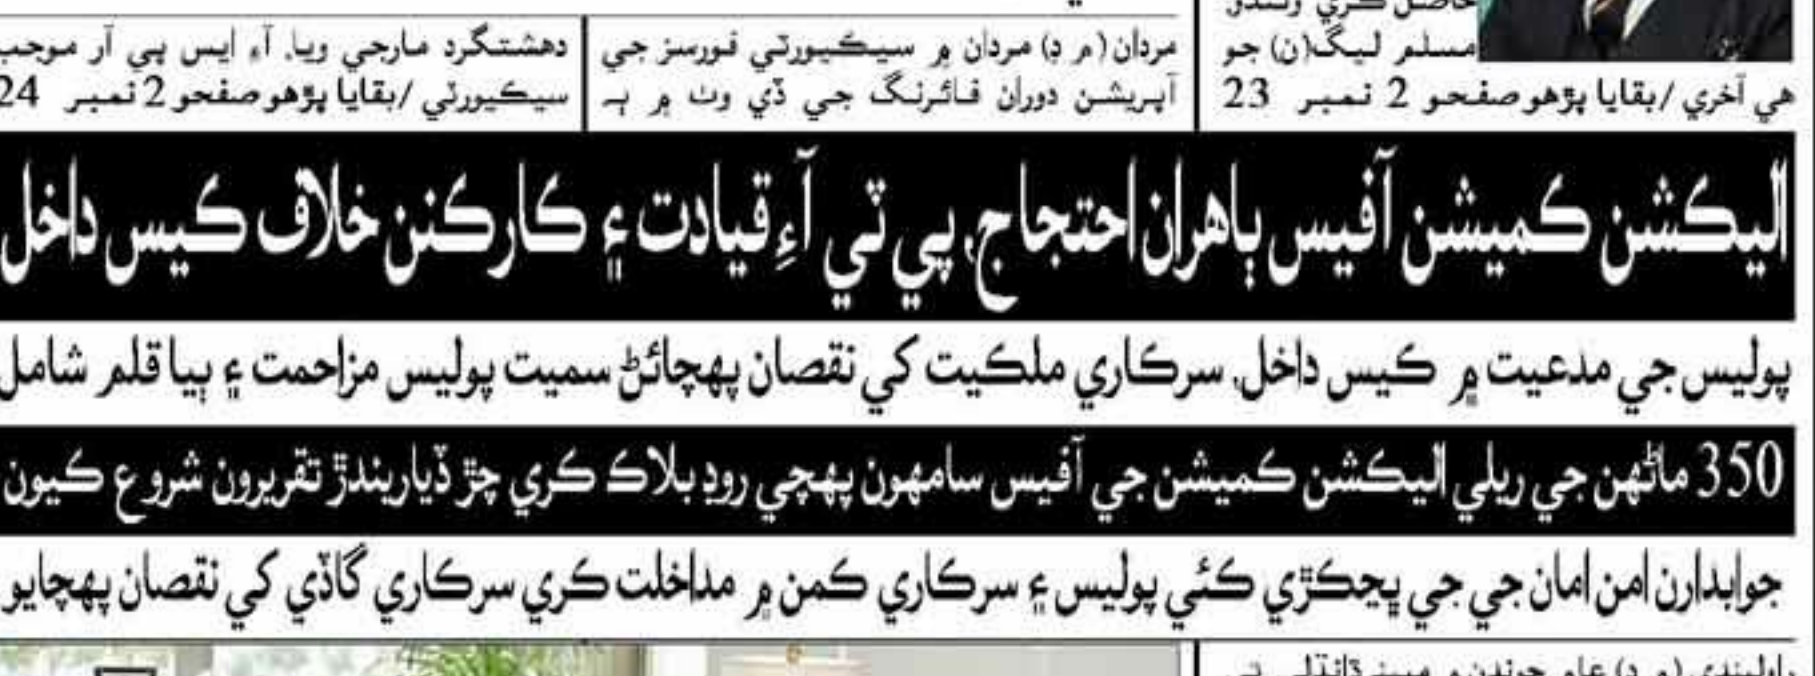 مسلم ليگ(ن) جو
هي آخري /بقايا پڙهو صفحو 2 نمبر 23
مردان (م ڊ) مردان ۾ سيڪيورٽي فورسز جي
آپريشن دوران فائرنگ جي ڏي وٺ ۾ ٻہ
دهشتگرد مارجي ويا، آءِ ايس پي آر موجب
سيڪيورٽي /بقايا پڙهو صفحو 2 نمبر 24
اليڪشن ڪميشن آفيس ٻاهران احتجاج، پي ٽي آءِ قيادت ۽ ڪارڪنن خلاف ڪيس داخل
پوليس جي مدعيت ۾ ڪيس داخل، سرڪاري ملڪيت کي نقصان پهچائڻ سميت پوليس مزاحمت ۽ ٻيا قلم شامل
350 ماڻهن جي ريلي اليڪشن ڪميشن جي آفيس سامهون پهچي روڊ بلاڪ ڪري چڙ ڏياريندڙ تقريرون شروع ڪيون
جوابدارن امن امان جي جي ڀڃڪڙي ڪئي پوليس ۽ سرڪاري ڪمن ۾ مداخلت ڪري سرڪاري گاڏي کي نقصان پهچايو